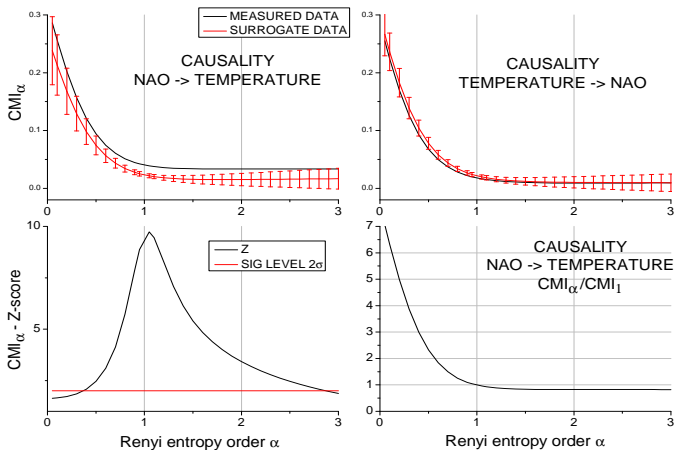 MEASURED DATA
SURROGATE DATA
CAUSALITY
NAO -> TEMPERATURE
CMIα
0.3
0.2
0.1
0.0
0 1 2 3
CAUSALITY
TEMPERATURE -> NAO
0.3
0.2
0.1
0.0
0 1 2 3
Z
SIG LEVEL 2σ
CMIα - Z-score
10
5
0 1 2 3
Renyi entropy order α
CAUSALITY
NAO -> TEMPERATURE
CMIα/CMI1
7
6
5
4
3
2
1
0
0 1 2 3
Renyi entropy order α